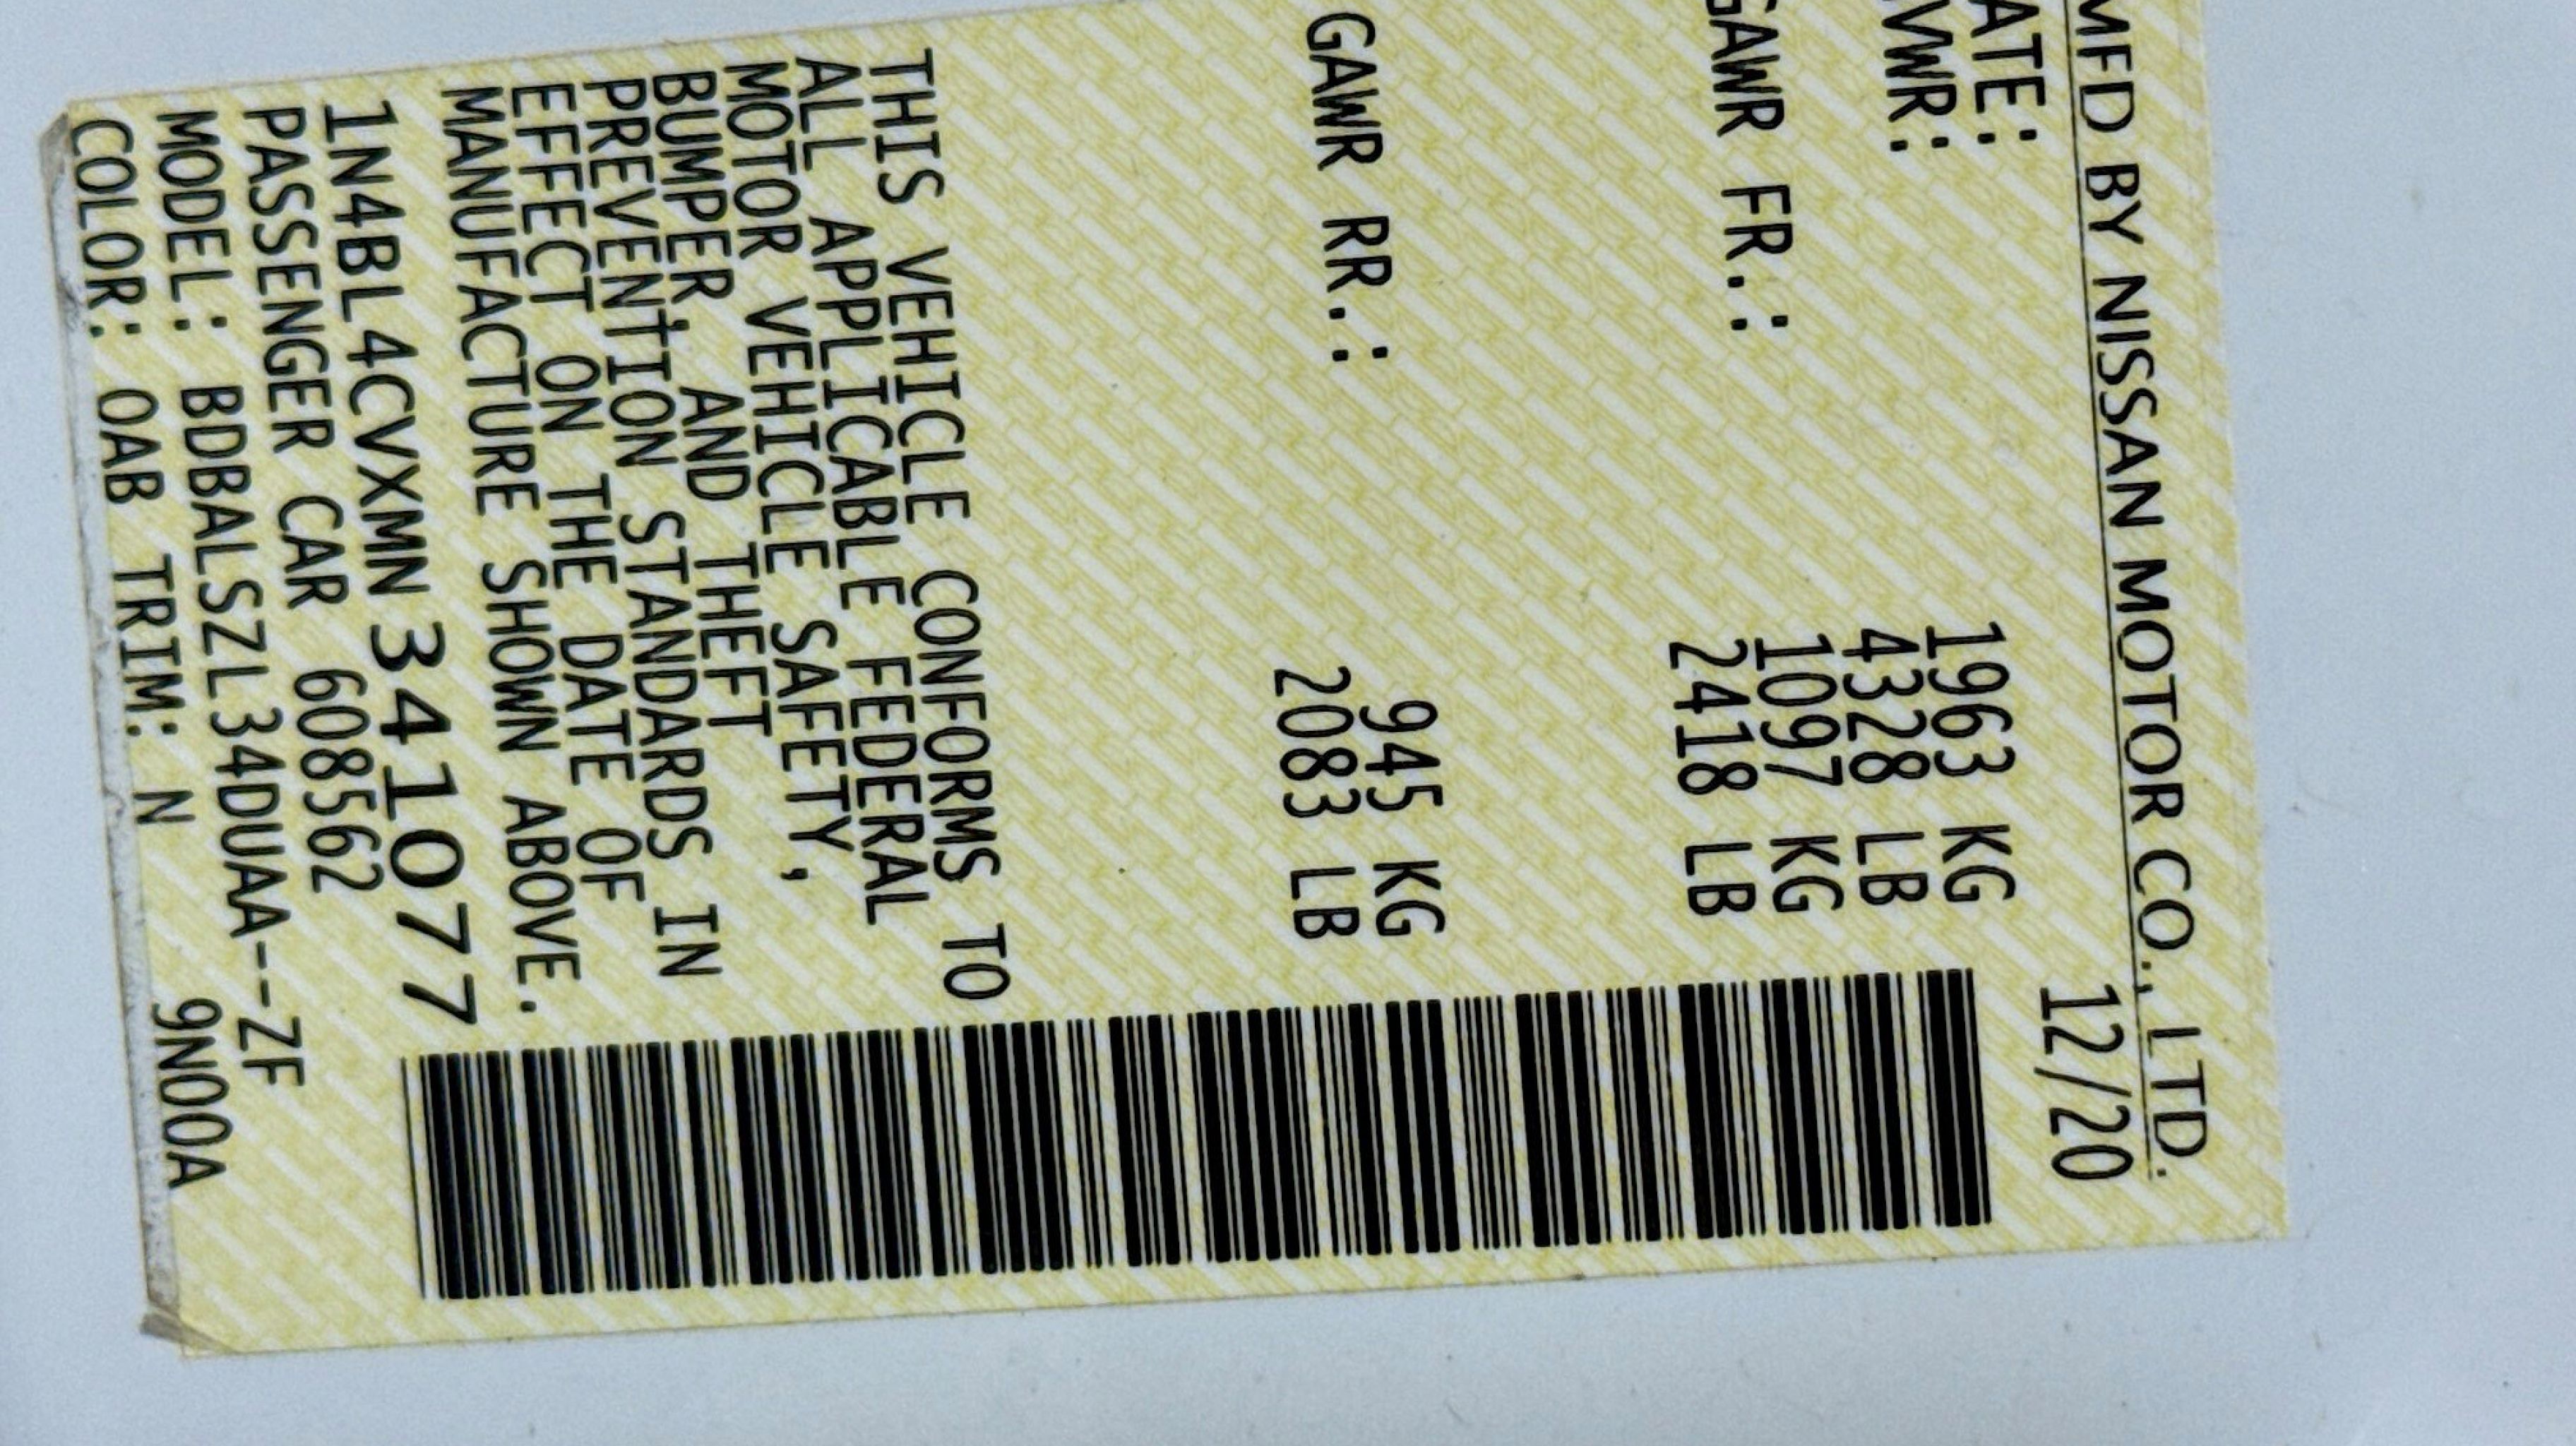 MFD BY NISSAN MOTOR CO., LTD.
ATE: 12/20
VWR: 1963 KG
4328 LB
GAWR FR.: 1097 KG
2418 LB
GAWR RR.: 945 KG
2083 LB
THIS VEHICLE CONFORMS TO
ALL APPLICABLE FEDERAL
MOTOR VEHICLE SAFETY,
BUMPER, AND THEFT
PREVENTION STANDARDS IN
EFFECT ON THE DATE OF
MANUFACTURE SHOWN ABOVE.
1N4BL4CVXMN 341077
PASSENGER CAR 608562
MODEL: BDBALSZL34DUAA--ZF
COLOR: QAB TRIM: N 9N00A